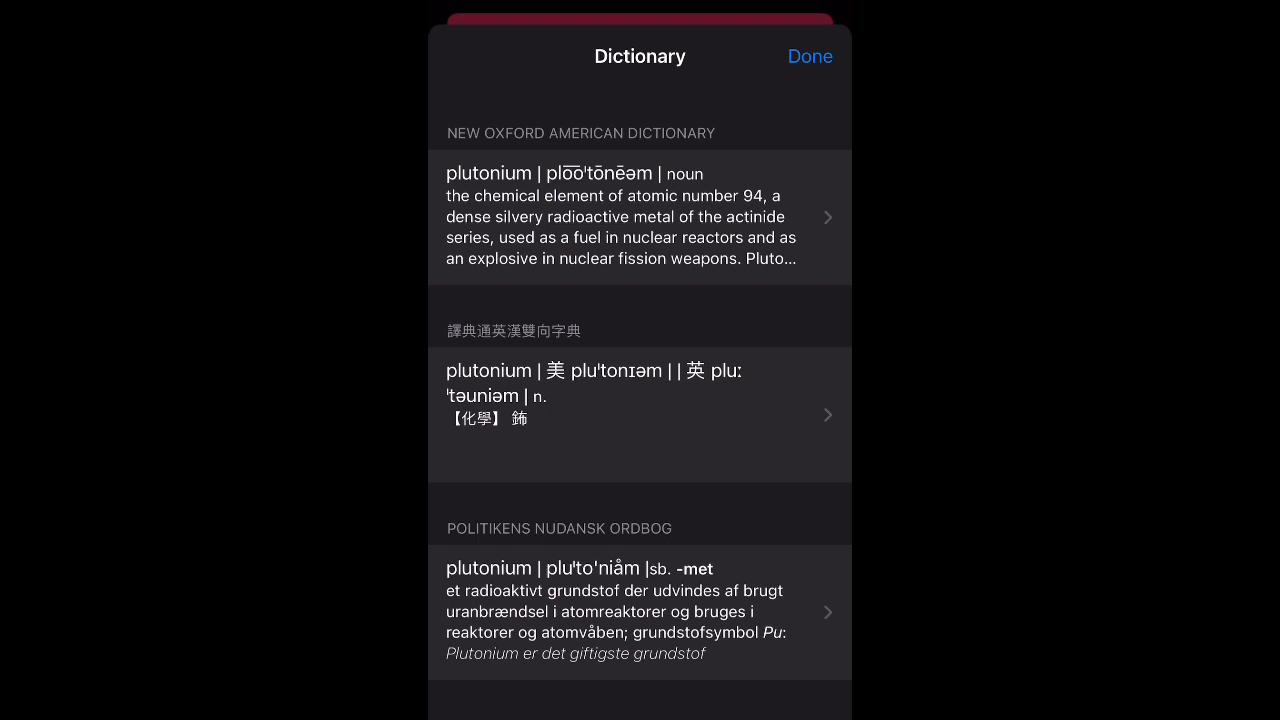 Dictionary
Done
NEW OXFORD AMERICAN DICTIONARY
plutonium | plo͞oˈtōnēəm | noun
the chemical element of atomic number 94, a
dense silvery radioactive metal of the actinide
series, used as a fuel in nuclear reactors and as
an explosive in nuclear fission weapons. Pluto...
譯典通英漢雙向字典
plutonium | 美 pluˈtonɪəm | | 英 pluː
ˈtəuniəm | n.
【化學】 鈽
POLITIKENS NUDANSK ORDBOG
plutonium | pluˈtoˈniåm |sb. -met
et radioaktivt grundstof der udvindes af brugt
uranbrændsel i atomreaktorer og bruges i
reaktorer og atomvåben; grundstofsymbol Pu:
Plutonium er det giftigste grundstof